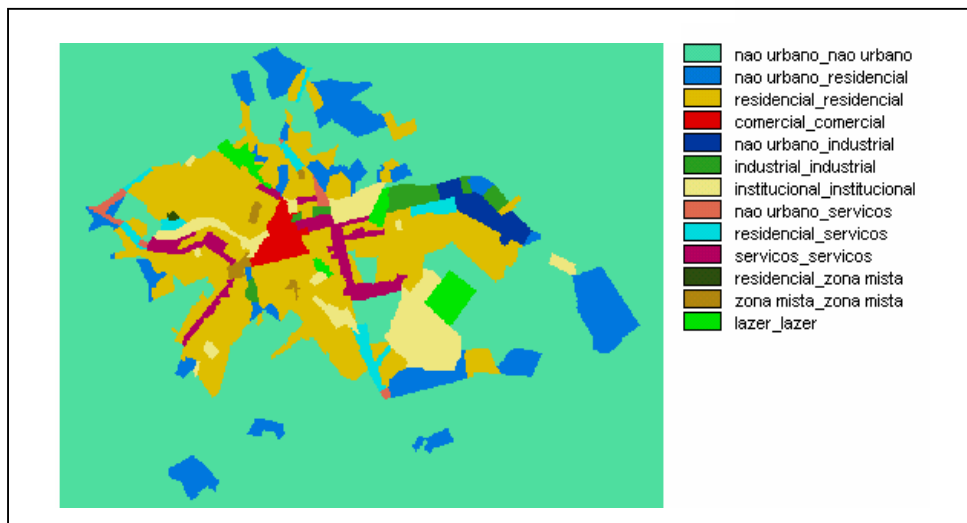 nao urbano_nao urbano
nao urbano_residencial
residencial_residencial
comercial_comercial
nao urbano_industrial
industrial_industrial
institucional_institucional
nao urbano_servicos
residencial_servicos
servicos_servicos
residencial_zona mista
zona mista_zona mista
lazer_lazer